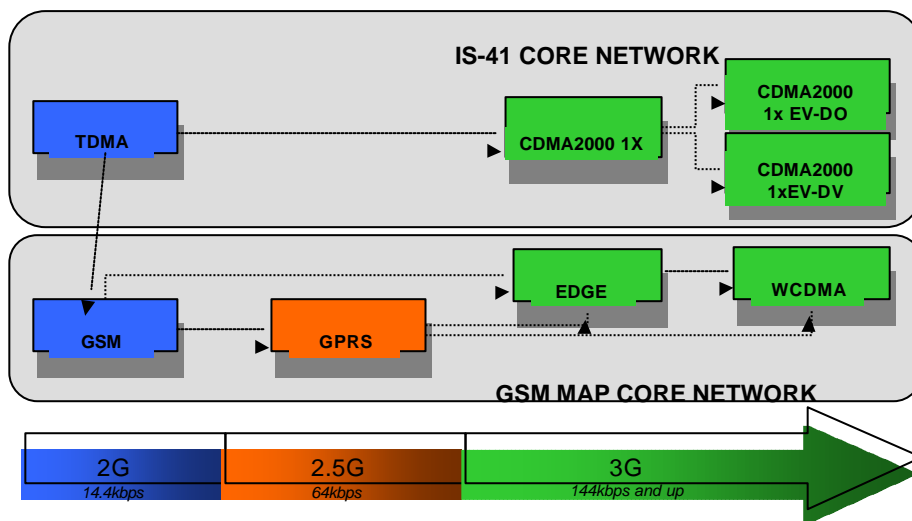 IS-41 CORE NETWORK
TDMA
CDMA2000 1X
CDMA2000
1x EV-DO
CDMA2000
1xEV-DV
GSM
GPRS
EDGE
WCDMA
GSM MAP CORE NETWORK
2G
14.4kbps
2.5G
64kbps
3G
144kbps and up